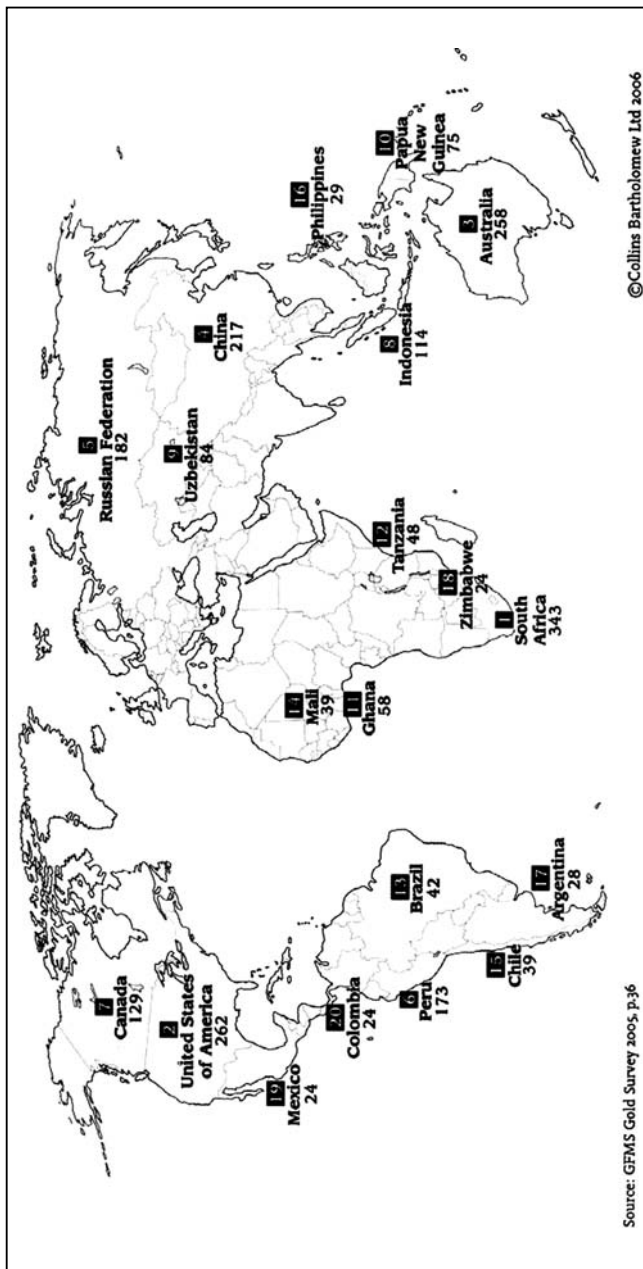 5
Russian Federation
182
7
Canada
129
2
United States
of America
262
9
Uzbekistan
84
4
China
217
19
Mexico
24
20
Colombia
24
14
Mali
39
11
Ghana
58
16
Philippines
29
6
Peru
173
13
Brazil
42
12
Tanzania
48
8
Indonesia
114
10
Papua
New
Guinea
75
18
Zimbabwe
24
3
Australia
258
15
Chile
39
17
Argentina
28
1
South
Africa
343
Source: GFMS Gold Survey 2005, p.36
©Collins Bartholomew Ltd 2006